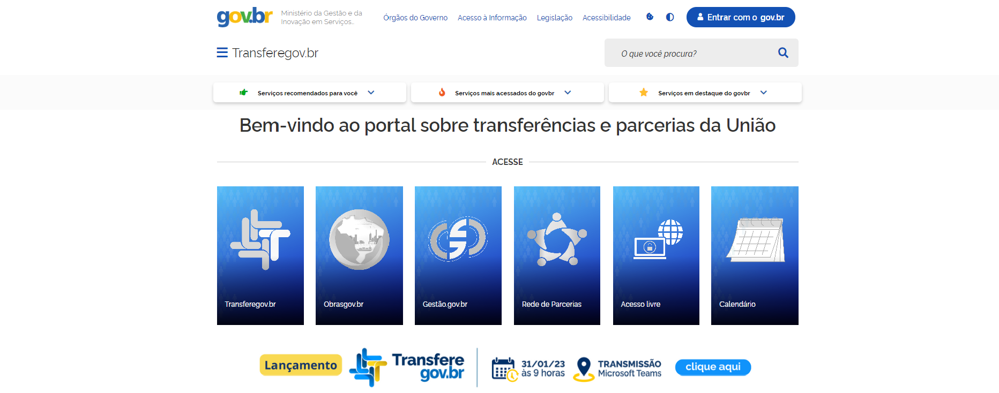 gov.br
Ministério da Gestão e da
Inovação em Serviços...
Órgãos do Governo
Acesso à Informação
Legislação
Acessibilidade
Entrar com o gov.br
Transferegov.br
O que você procura?
Serviços recomendados para você
Serviços mais acessados do govbr
Serviços em destaque do govbr
Bem-vindo ao portal sobre transferências e parcerias da União
ACESSE
Transferegov.br
Obrasgov.br
Gestão.gov.br
Rede de Parcerias
Acesso livre
Calendário
Lançamento
Transfere
gov.br
31/01/23
às 9 horas
TRANSMISSÃO
Microsoft Teams
clique aqui